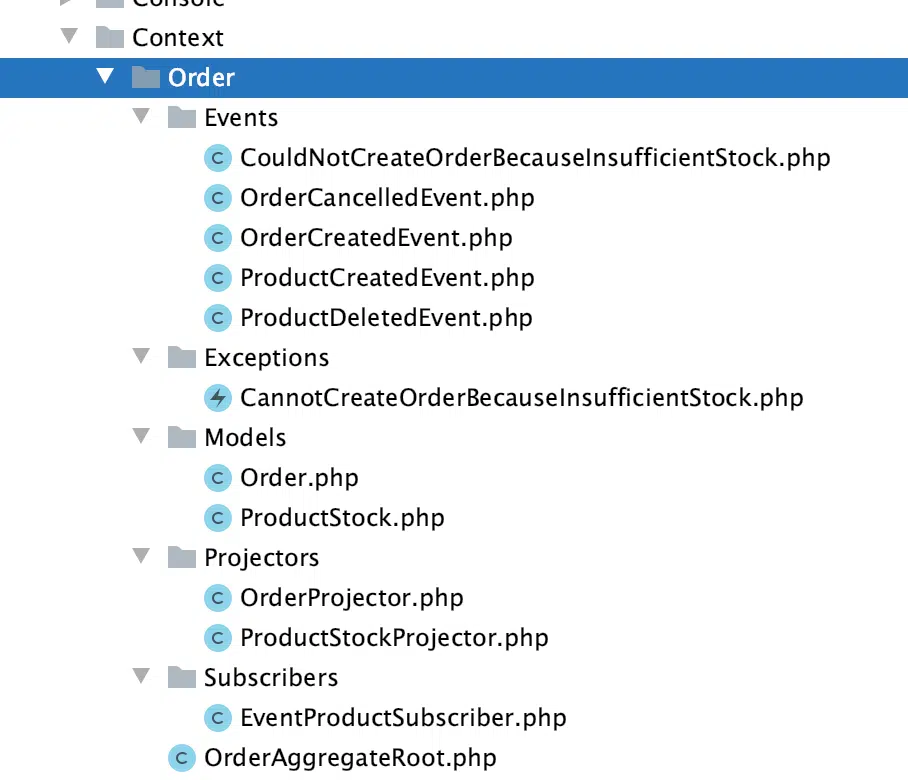 Console
Context
Order
Events
CouldNotCreateOrderBecauseInsufficientStock.php
OrderCancelledEvent.php
OrderCreatedEvent.php
ProductCreatedEvent.php
ProductDeletedEvent.php
Exceptions
CannotCreateOrderBecauseInsufficientStock.php
Models
Order.php
ProductStock.php
Projectors
OrderProjector.php
ProductStockProjector.php
Subscribers
EventProductSubscriber.php
OrderAggregateRoot.php